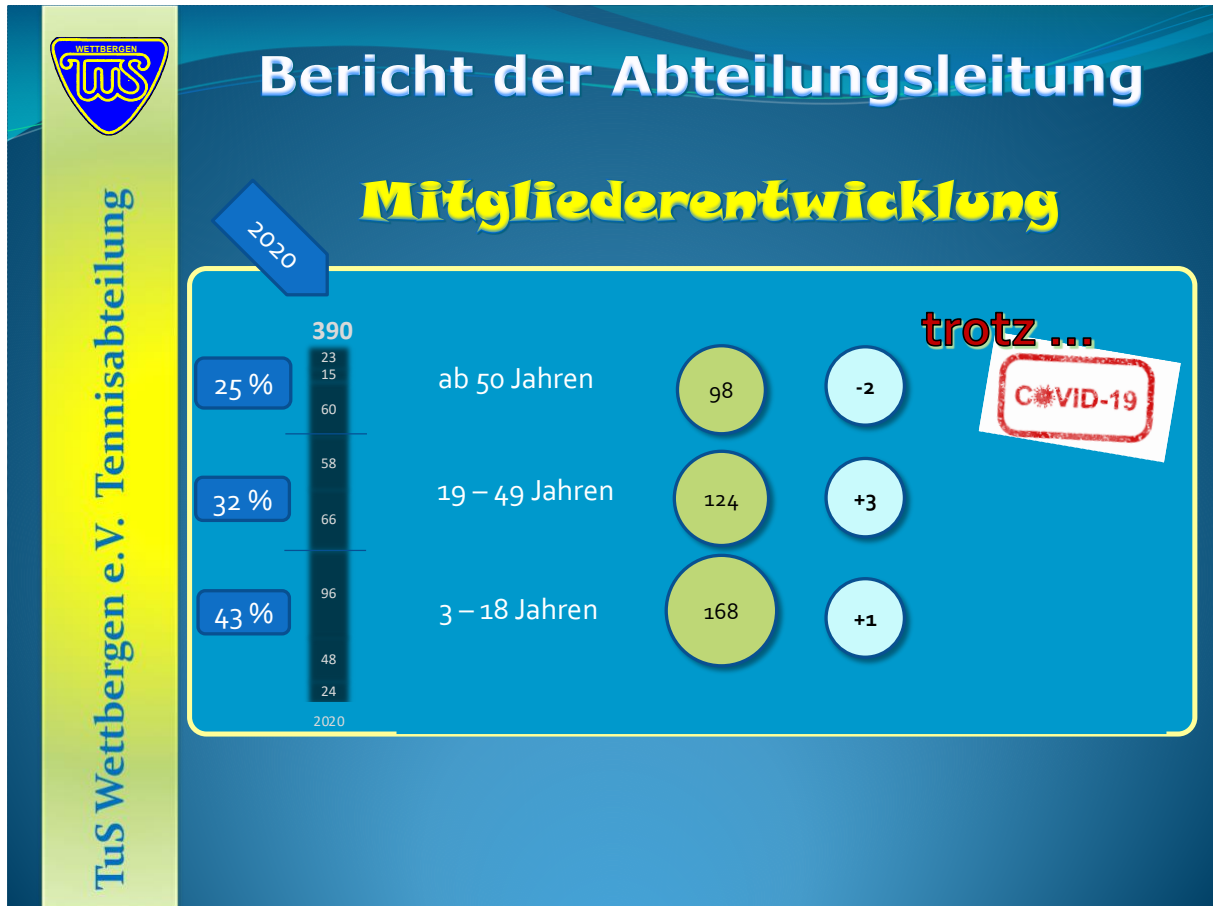 WETTBERGEN
TuS
Bericht der Abteilungsleitung
TuS Wettbergen e.V. Tennisabteilung
Mitgliederentwicklung
2020
trotz ...
COVID-19
390
23
15
60
58
66
96
48
24
2020
25 %
ab 50 Jahren
98
-2
32 %
19 – 49 Jahren
124
+3
43 %
3 – 18 Jahren
168
+1